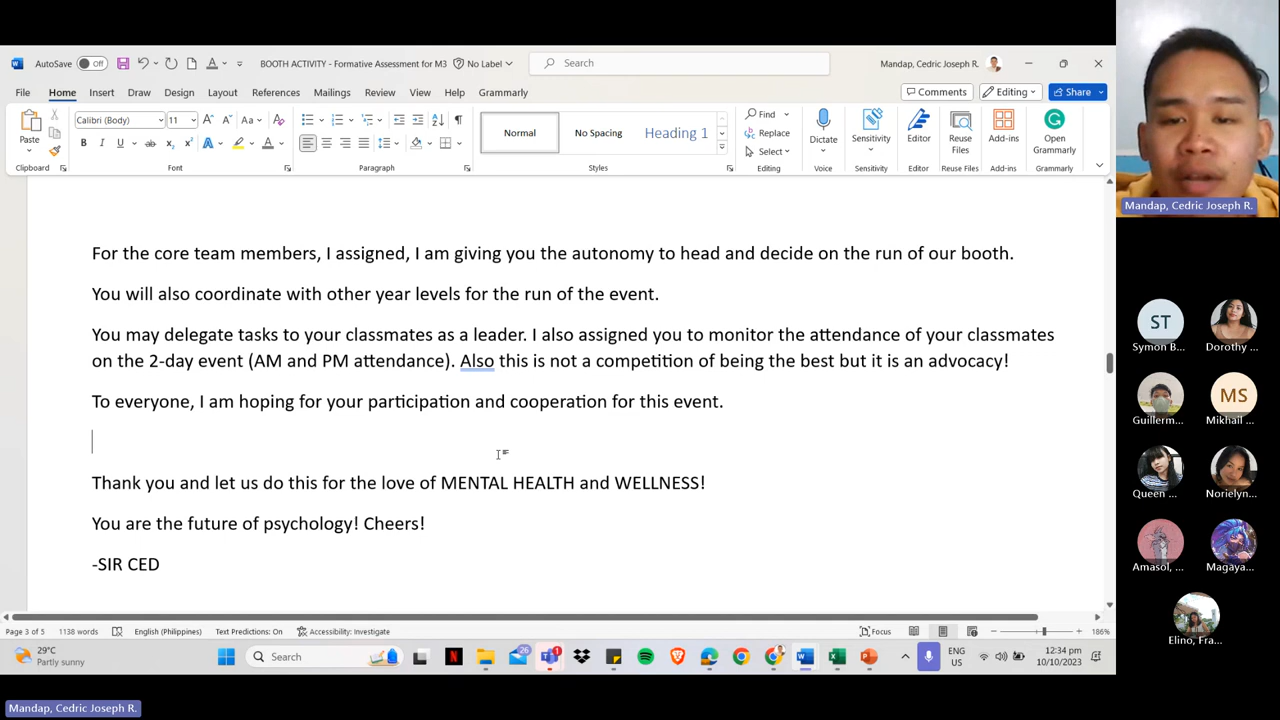 AutoSave Off BOOTH ACTIVITY - Formative Assessment for M3 No Label Search Mandap, Cedric Joseph R.
File Home Insert Draw Design Layout References Mailings Review View Help Grammarly Comments Editing Share
Calibri (Body) 11
Paste
Normal No Spacing Heading 1
Find
Replace
Select
Dictate Sensitivity Editor Reuse Files Add-ins Open Grammarly
Clipboard Font Paragraph Styles Editing Voice Sensitivity Editor Reuse Files Add-ins Grammarly
For the core team members, I assigned, I am giving you the autonomy to head and decide on the run of our booth.
You will also coordinate with other year levels for the run of the event.
You may delegate tasks to your classmates as a leader. I also assigned you to monitor the attendance of your classmates
on the 2-day event (AM and PM attendance). Also this is not a competition of being the best but it is an advocacy!
To everyone, I am hoping for your participation and cooperation for this event.
Thank you and let us do this for the love of MENTAL HEALTH and WELLNESS!
You are the future of psychology! Cheers!
-SIR CED
Page 3 of 5 1138 words English (Philippines) Text Predictions: On Accessibility: Investigate Focus 186%
29°C
Partly sunny
Search
26
1
ENG
US
12:34 pm
10/10/2023
Mandap, Cedric Joseph R.
ST
Symon B...
Dorothy ...
Guillerm...
MS
Mikhail ...
Queen ...
Norielyn...
Amasol, ...
Magaya...
Elino, Fra...
Mandap, Cedric Joseph R.